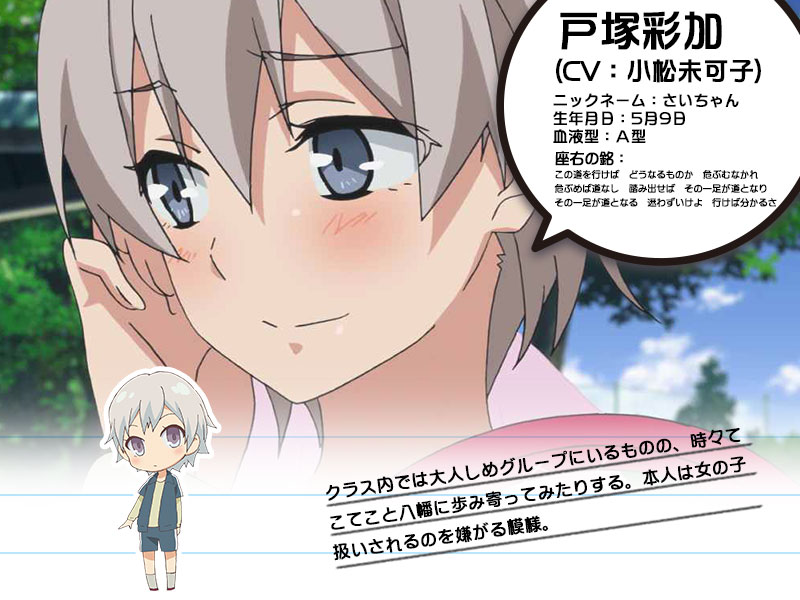 戸塚彩加
(CV：小松未可子)
ニックネーム：さいちゃん
生年月日：5月9日
血液型：A型
座右の銘：
この道を行けば　どうなるものか　危ぶむなかれ
危ぶめば道なし　踏み出せば　その一足が道となり
その一足が道となる　迷わずいけよ　行けば分かるさ
クラス内では大人しめグループにいるものの、時々て
こてこと八幡に歩み寄ってみたりする。本人は女の子
扱いされるのを嫌がる模様。